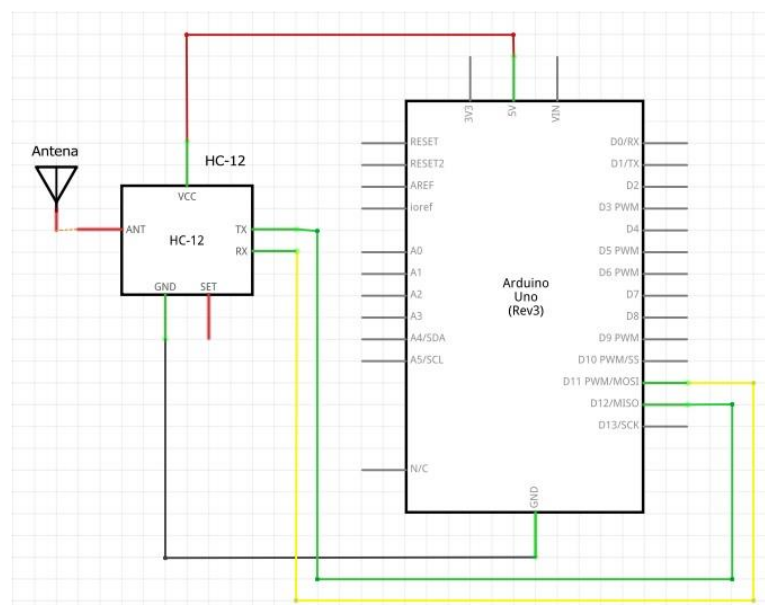 Antena
HC-12
VCC
ANT
HC-12
TX
RX
GND
SET
3V3
5V
VIN
RESET
RESET2
AREF
ioref
A0
A1
A2
A3
A4/SDA
A5/SCL
N/C
Arduino
Uno
(Rev3)
D0/RX
D1/TX
D2
D3 PWM
D4
D5 PWM
D6 PWM
D7
D8
D9 PWM
D10 PWM/SS
D11 PWM/MOSI
D12/MISO
D13/SCK
GND